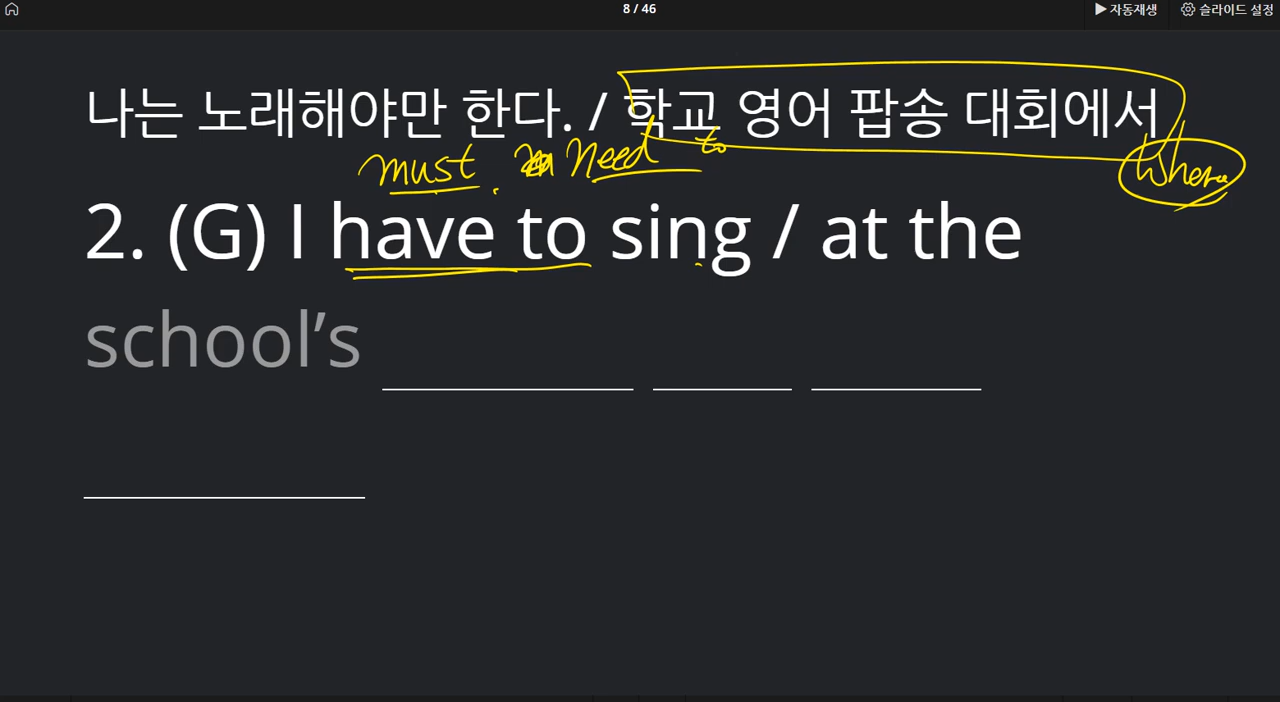 8 / 46
▶ 자동재생
슬라이드 설정
나는 노래해야만 한다. / 학교 영어 팝송 대회에서
must. need to
where
2. (G) I have to sing / at the
school's